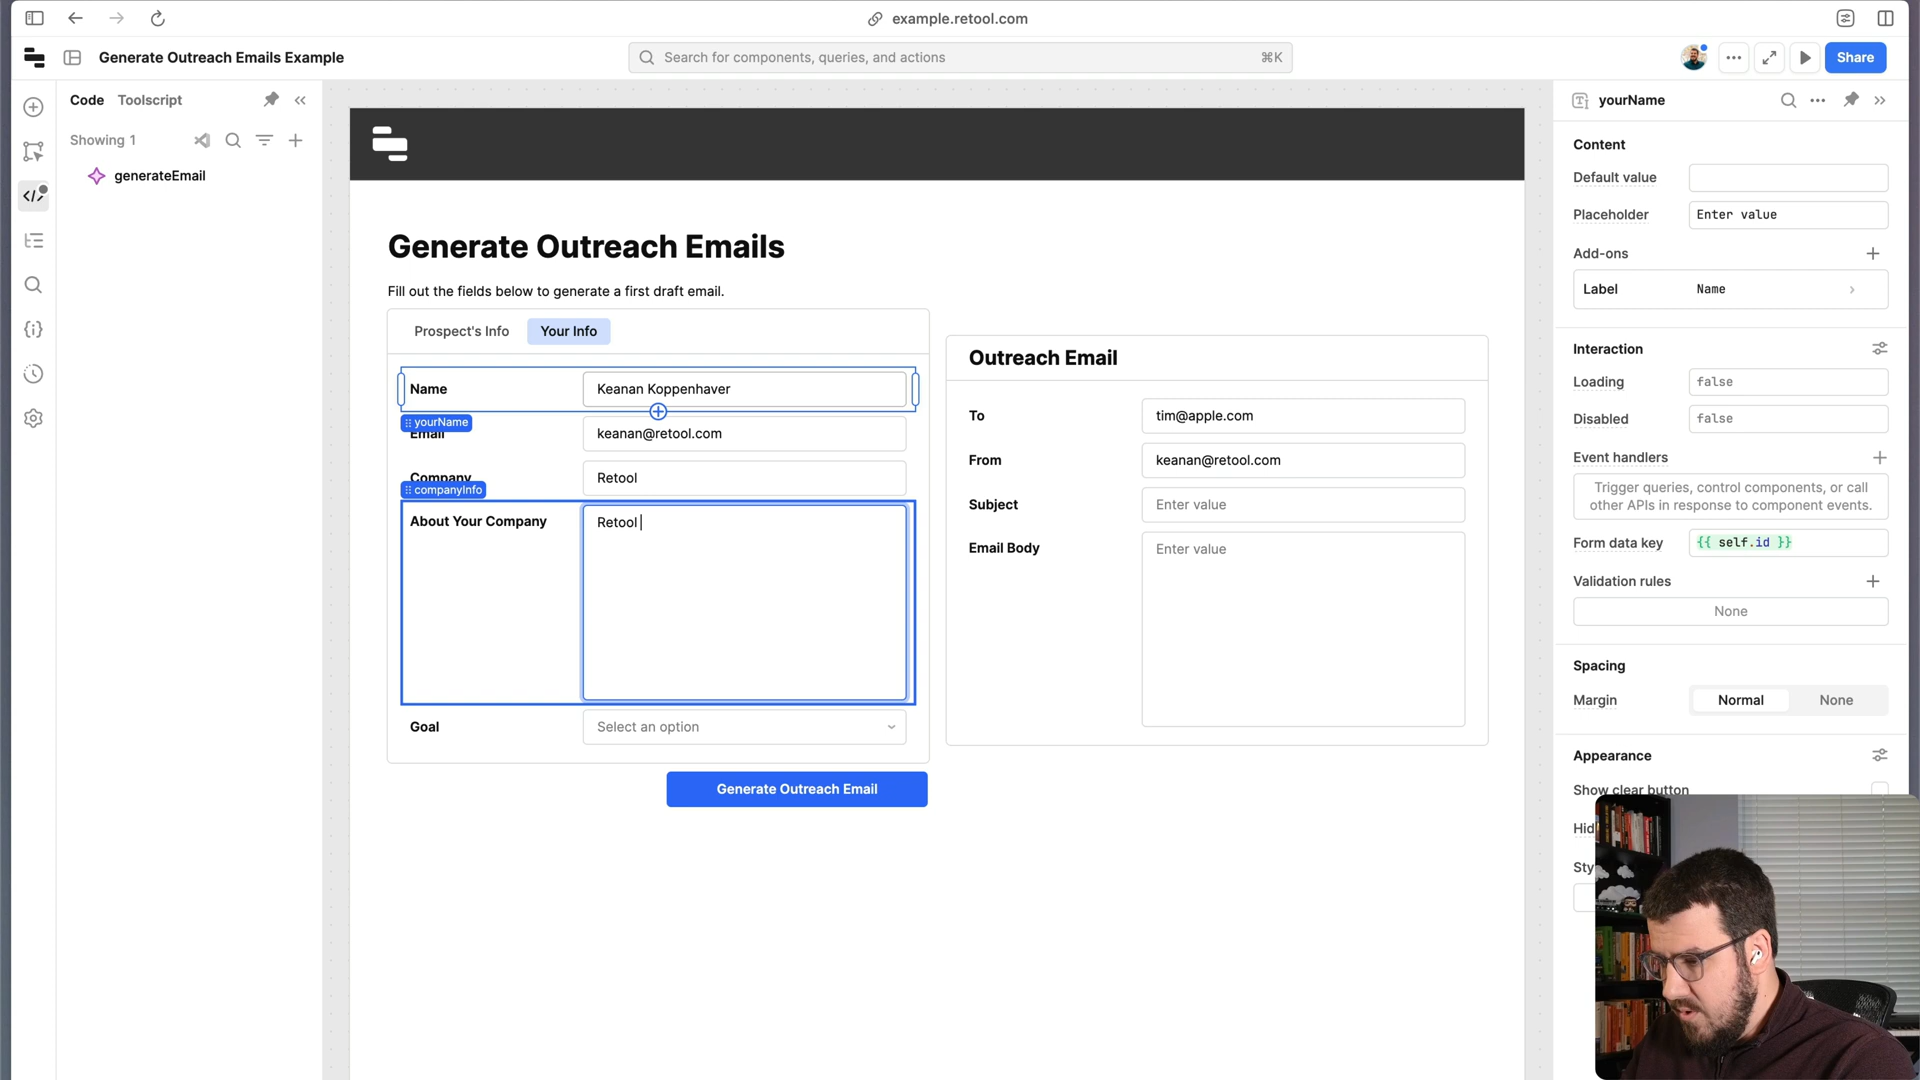 example.retool.com
Generate Outreach Emails Example
Search for components, queries, and actions
⌘K
Share
Code
Toolscript
Showing 1
generateEmail
Generate Outreach Emails
Fill out the fields below to generate a first draft email.
Prospect's Info
Your Info
Name
Keanan Koppenhaver
yourName
Email
keanan@retool.com
Company
Retool
companyInfo
About Your Company
Retool
Goal
Select an option
Generate Outreach Email
Outreach Email
To
tim@apple.com
From
keanan@retool.com
Subject
Enter value
Email Body
Enter value
yourName
Content
Default value
Placeholder
Enter value
Add-ons
Label
Name
Interaction
Loading
false
Disabled
false
Event handlers
Trigger queries, control components, or call
other APIs in response to component events.
Form data key
{{ self.id }}
Validation rules
None
Spacing
Margin
Normal
None
Appearance
Show clear button
Hid
Sty